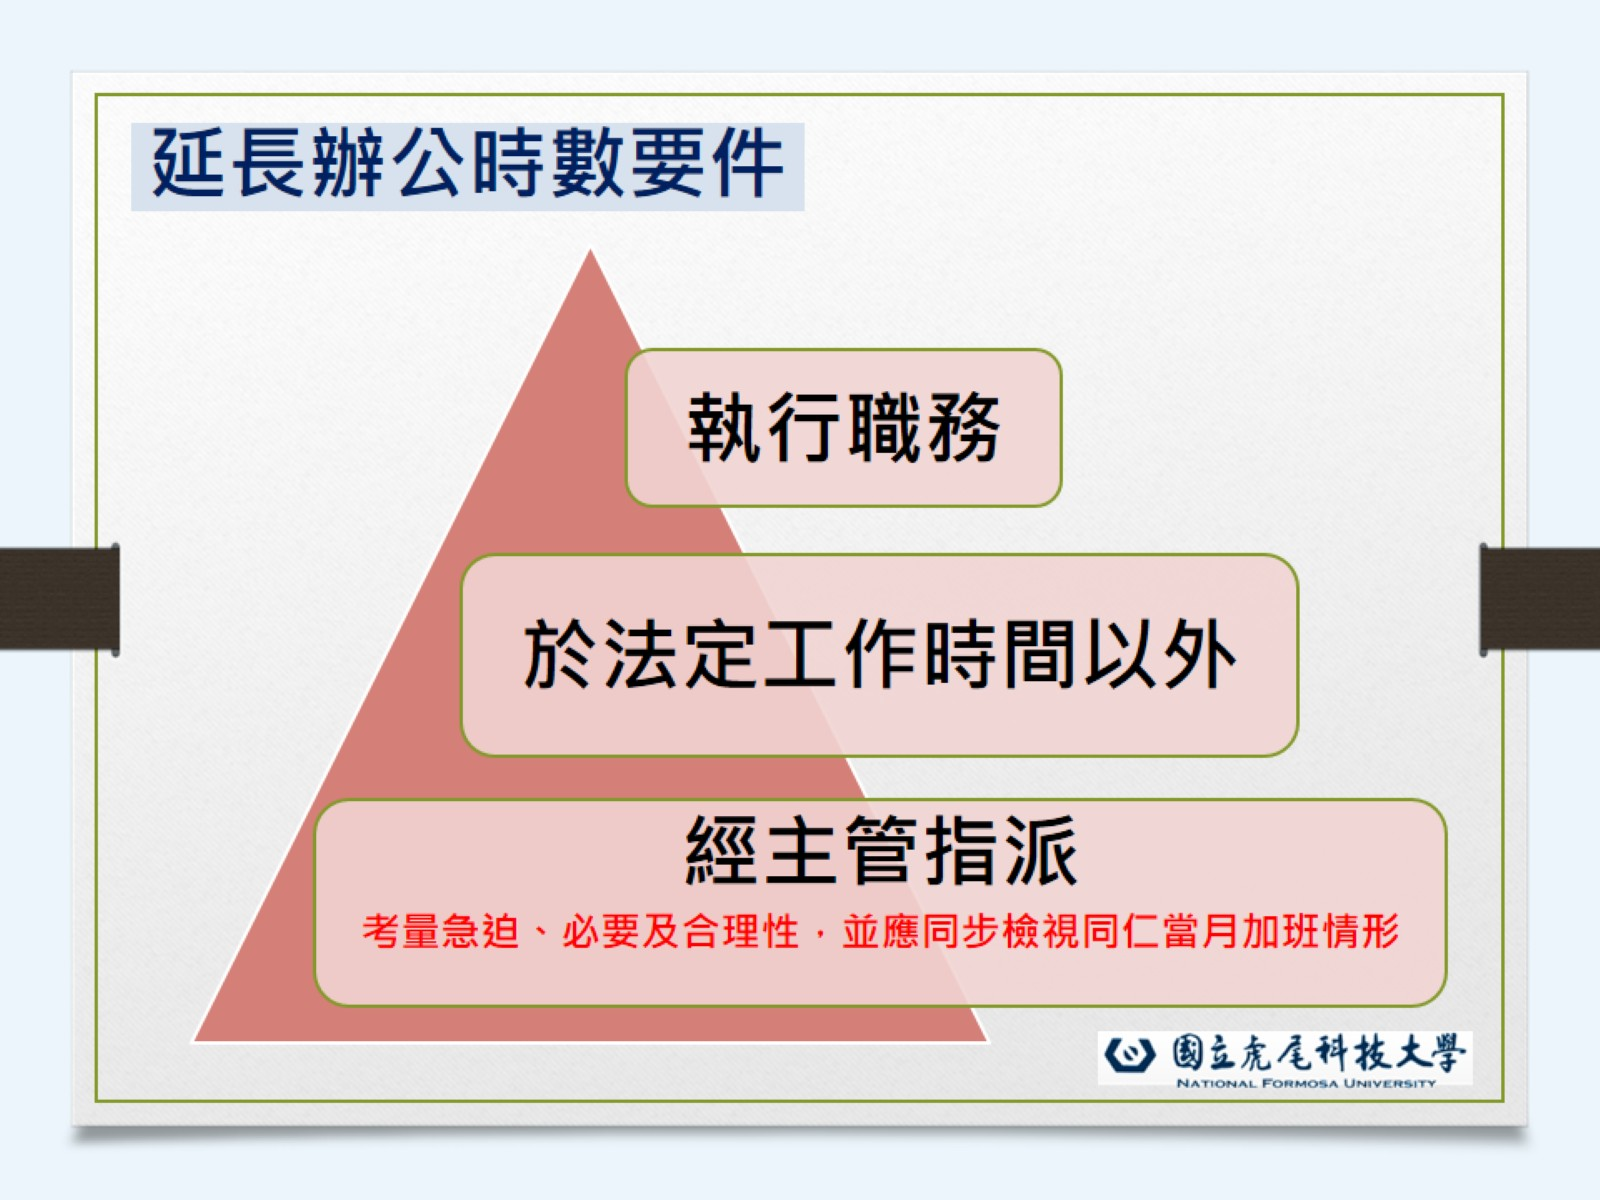 延長辦公時數要件
執行職務
於法定工作時間以外
經主管指派
考量急迫、必要及合理性，並應同步檢視同仁當月加班情形
國立虎尾科技大學
NATIONAL FORMOSA UNIVERSITY